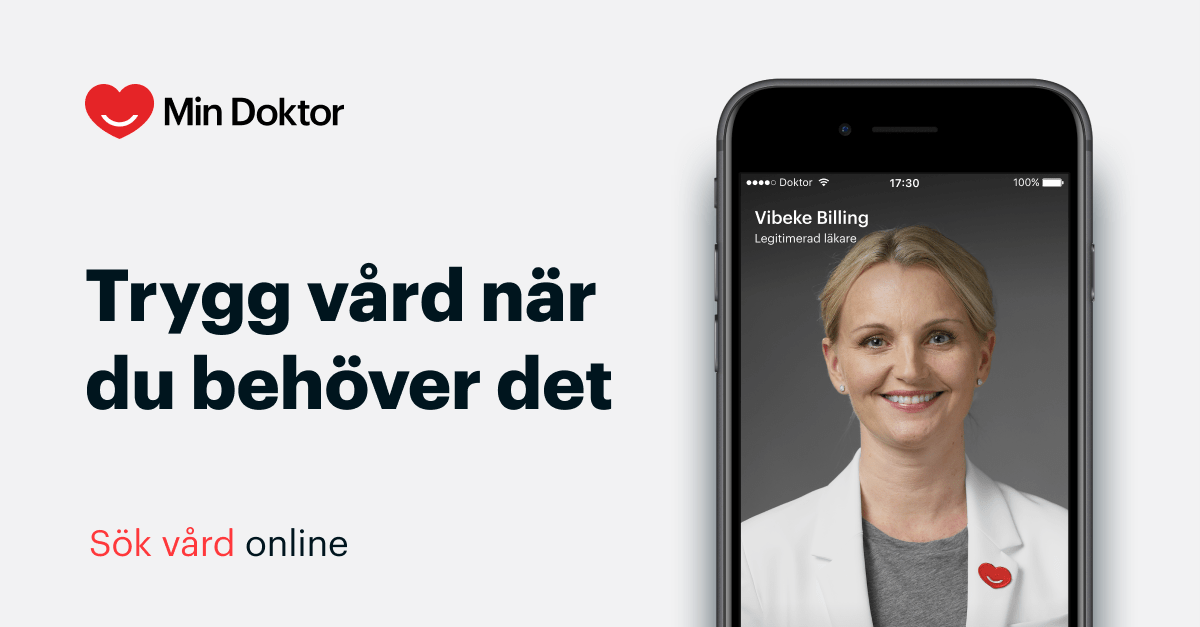 Min Doktor
Trygg vård när
du behöver det
Sök vård online
Doktor 17:30 100%
Vibeke Billing
Legitimerad läkare